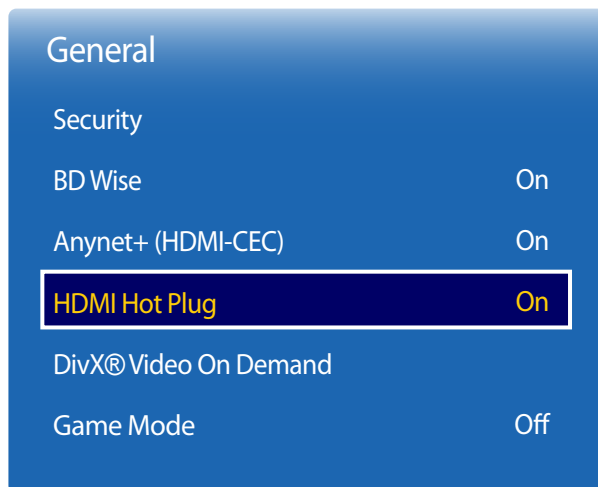 General
Security
BD Wise On
Anynet+ (HDMI-CEC) On
HDMI Hot Plug On
DivX® Video On Demand
Game Mode Off